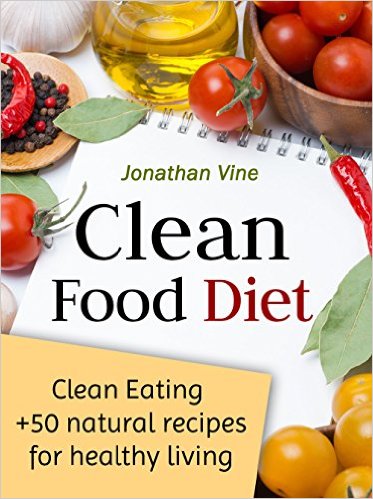 Jonathan Vine
Clean
Food Diet
Clean Eating
+50 natural recipes
for healthy living